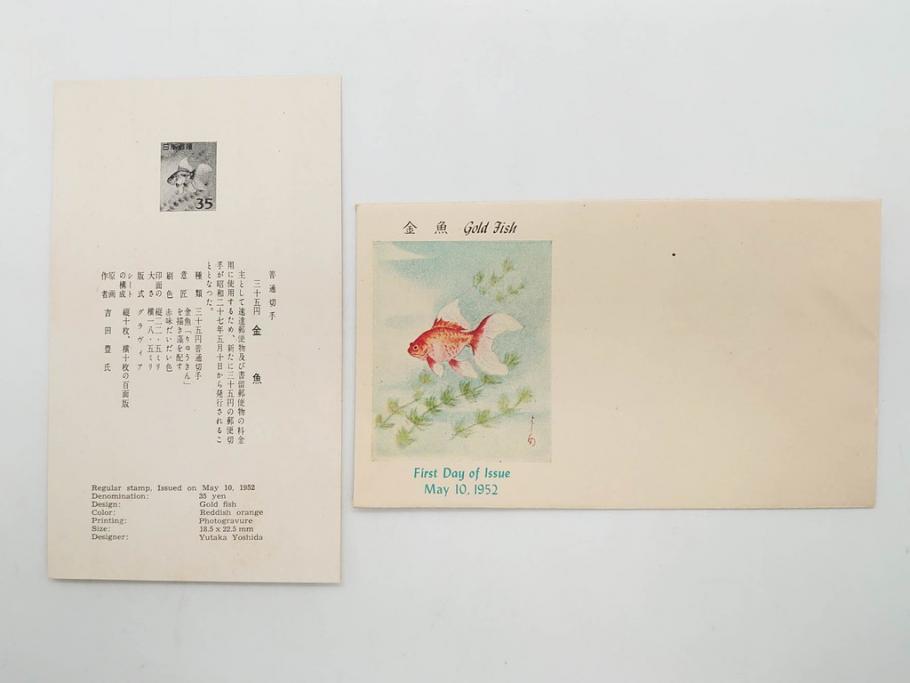 日本郵便
35
普通切手
三十五円 金魚
主として速達郵便物及び書留郵便物の料金
用に使用するため、新たに三十五円の郵便切
手が昭和二十七年五月十日から発行されるこ
ととなつた。
種類 三十五円普通切手
意匠 金魚「りゅうきん」
を描き藻を配す
刷色 赤味だいだい色
印面の大さ 縦二二・五ミリ
横一八・五ミリ
版式 グラヴィア
シートの構成 縦十枚、横十枚の百面版
原画作者 吉田豊氏
Regular stamp, Issued on May 10, 1952
Denomination: 35 yen
Design: Gold fish
Color: Reddish orange
Printing: Photogravure
Size: 18.5 x 22.5 mm
Designer: Yutaka Yoshida
金魚 Gold Fish
First Day of Issue
May 10, 1952